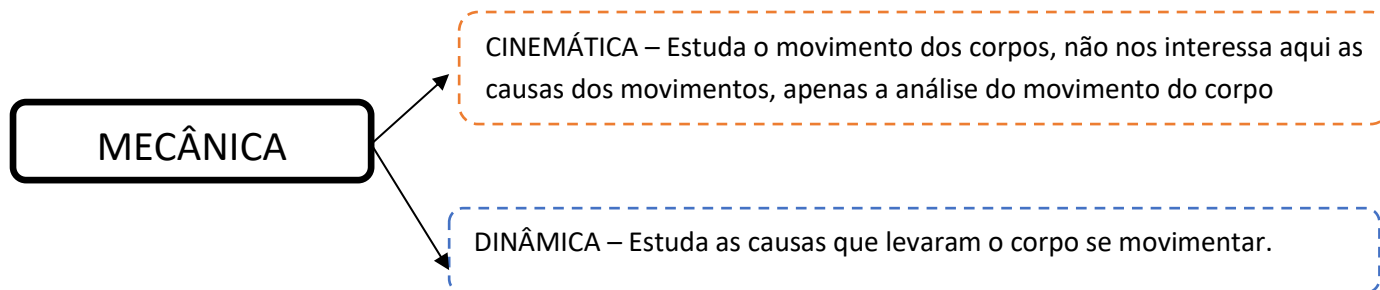 MECÂNICA
CINEMÁTICA – Estuda o movimento dos corpos, não nos interessa aqui as
causas dos movimentos, apenas a análise do movimento do corpo
DINÂMICA – Estuda as causas que levaram o corpo se movimentar.